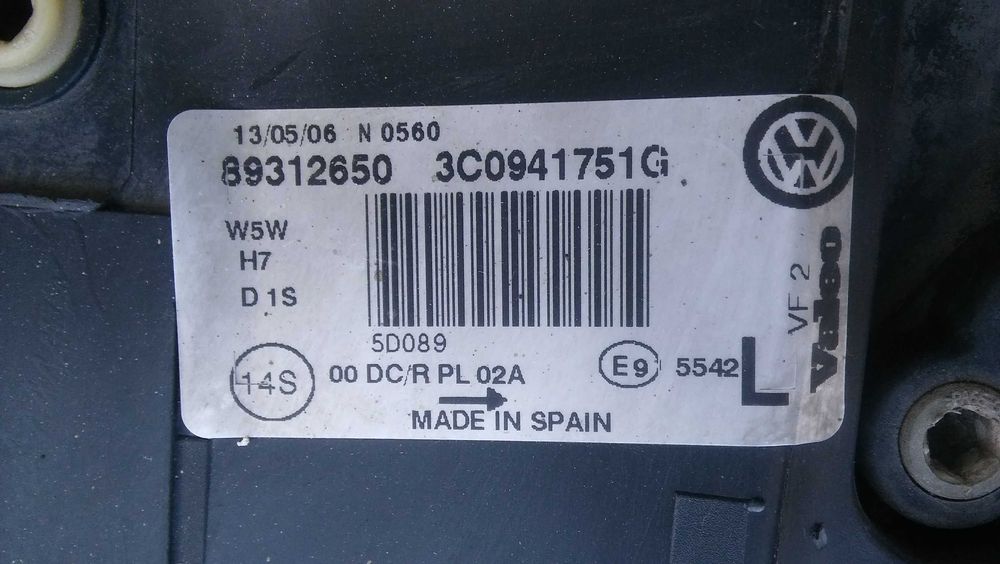 13/05/06 N 0560
89312650 3C0941751G
W5W
H7
D1S
5D089
14S
00 DC/R PL 02A
E9 5542
L
MADE IN SPAIN
VF 2
Valeo
VW